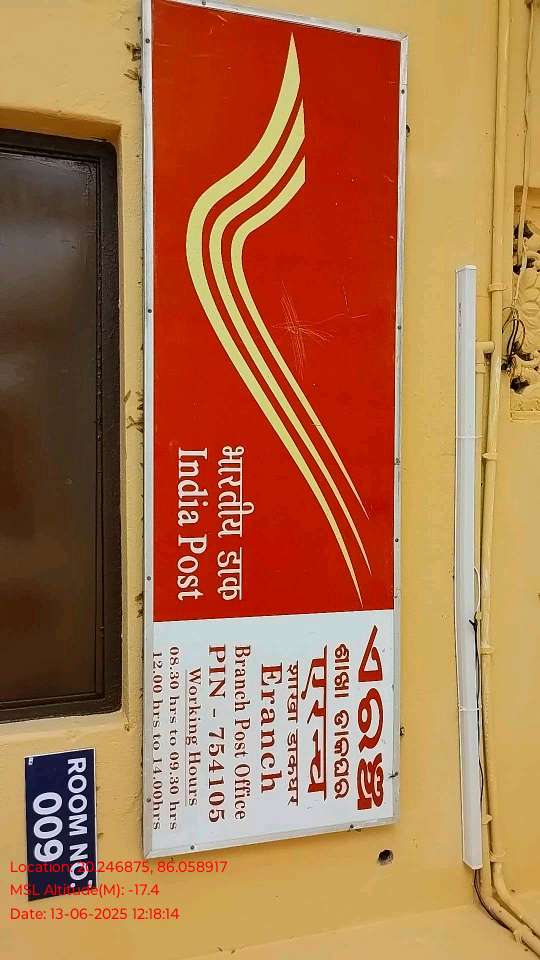 भारतीय डाक
India Post
ଏରଞ୍ଚ
ଶାଖା ଡାକଘର
एरन्च
शाखा डाकघर
Eranch
Branch Post Office
PIN - 754105
Working Hours
08.30 hrs to 09.30 hrs
12.00 hrs to 14.00hrs
ROOM NO.
009
Location: 20.246875, 86.058917
MSL Altitude(M): -17.4
Date: 13-06-2025 12:18:14